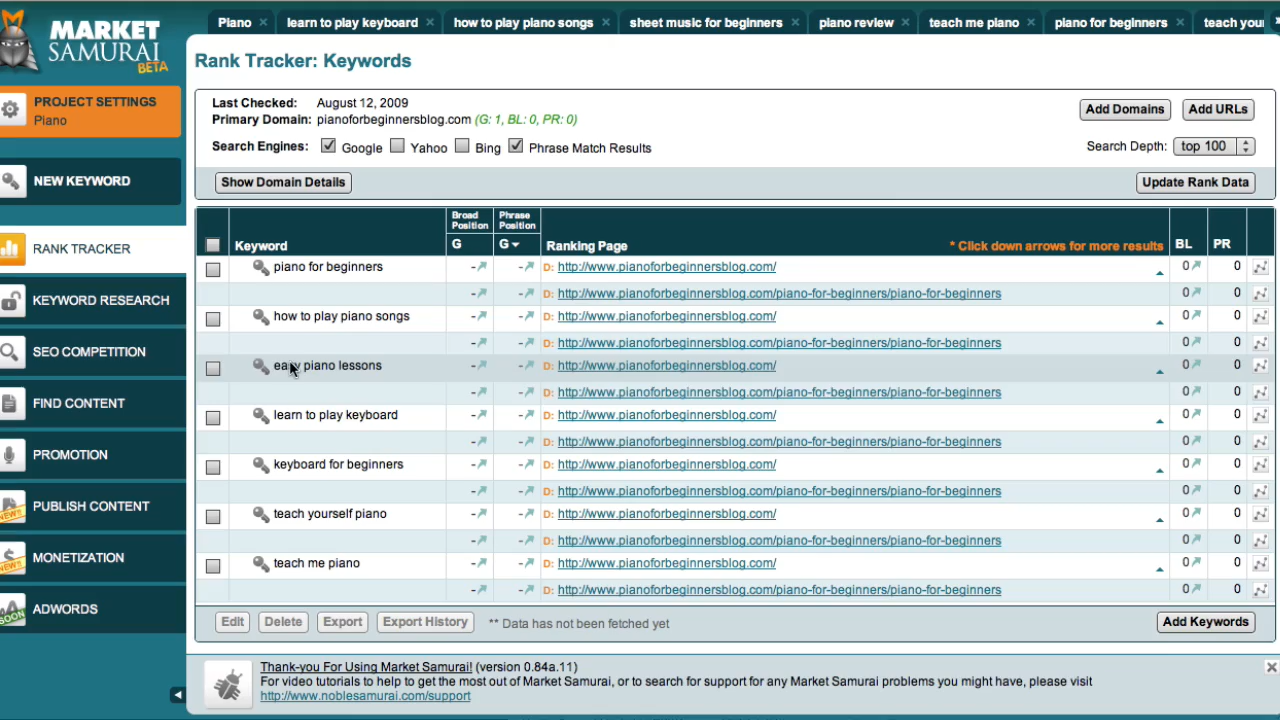 MARKET
SAMURAI
BETA
Piano
learn to play keyboard
how to play piano songs
sheet music for beginners
piano review
teach me piano
piano for beginners
teach your
PROJECT SETTINGS
Piano
NEW KEYWORD
RANK TRACKER
KEYWORD RESEARCH
SEO COMPETITION
FIND CONTENT
PROMOTION
NEW!!
PUBLISH CONTENT
NEW!!
MONETIZATION
SOON
ADWORDS
Rank Tracker: Keywords
Last Checked: August 12, 2009
Primary Domain: pianoforbeginnersblog.com (G: 1, BL: 0, PR: 0)
Add Domains
Add URLs
Search Engines: Google Yahoo Bing Phrase Match Results
Search Depth: top 100
Show Domain Details
Update Rank Data
Keyword
Broad Position
G
Phrase Position
G
Ranking Page
* Click down arrows for more results
BL
PR
piano for beginners - - D: http://www.pianoforbeginnersblog.com/ 0 0
- - D: http://www.pianoforbeginnersblog.com/piano-for-beginners/piano-for-beginners 0 0
how to play piano songs - - D: http://www.pianoforbeginnersblog.com/ 0 0
- - D: http://www.pianoforbeginnersblog.com/piano-for-beginners/piano-for-beginners 0 0
easy piano lessons - - D: http://www.pianoforbeginnersblog.com/ 0 0
- - D: http://www.pianoforbeginnersblog.com/piano-for-beginners/piano-for-beginners 0 0
learn to play keyboard - - D: http://www.pianoforbeginnersblog.com/ 0 0
- - D: http://www.pianoforbeginnersblog.com/piano-for-beginners/piano-for-beginners 0 0
keyboard for beginners - - D: http://www.pianoforbeginnersblog.com/ 0 0
- - D: http://www.pianoforbeginnersblog.com/piano-for-beginners/piano-for-beginners 0 0
teach yourself piano - - D: http://www.pianoforbeginnersblog.com/ 0 0
- - D: http://www.pianoforbeginnersblog.com/piano-for-beginners/piano-for-beginners 0 0
teach me piano - - D: http://www.pianoforbeginnersblog.com/ 0 0
- - D: http://www.pianoforbeginnersblog.com/piano-for-beginners/piano-for-beginners 0 0
Edit
Delete
Export
Export History
** Data has not been fetched yet
Add Keywords
Thank-you For Using Market Samurai! (version 0.84a.11)
For video tutorials to help to get the most out of Market Samurai, or to search for support for any Market Samurai problems you might have, please visit
http://www.noblesamurai.com/support